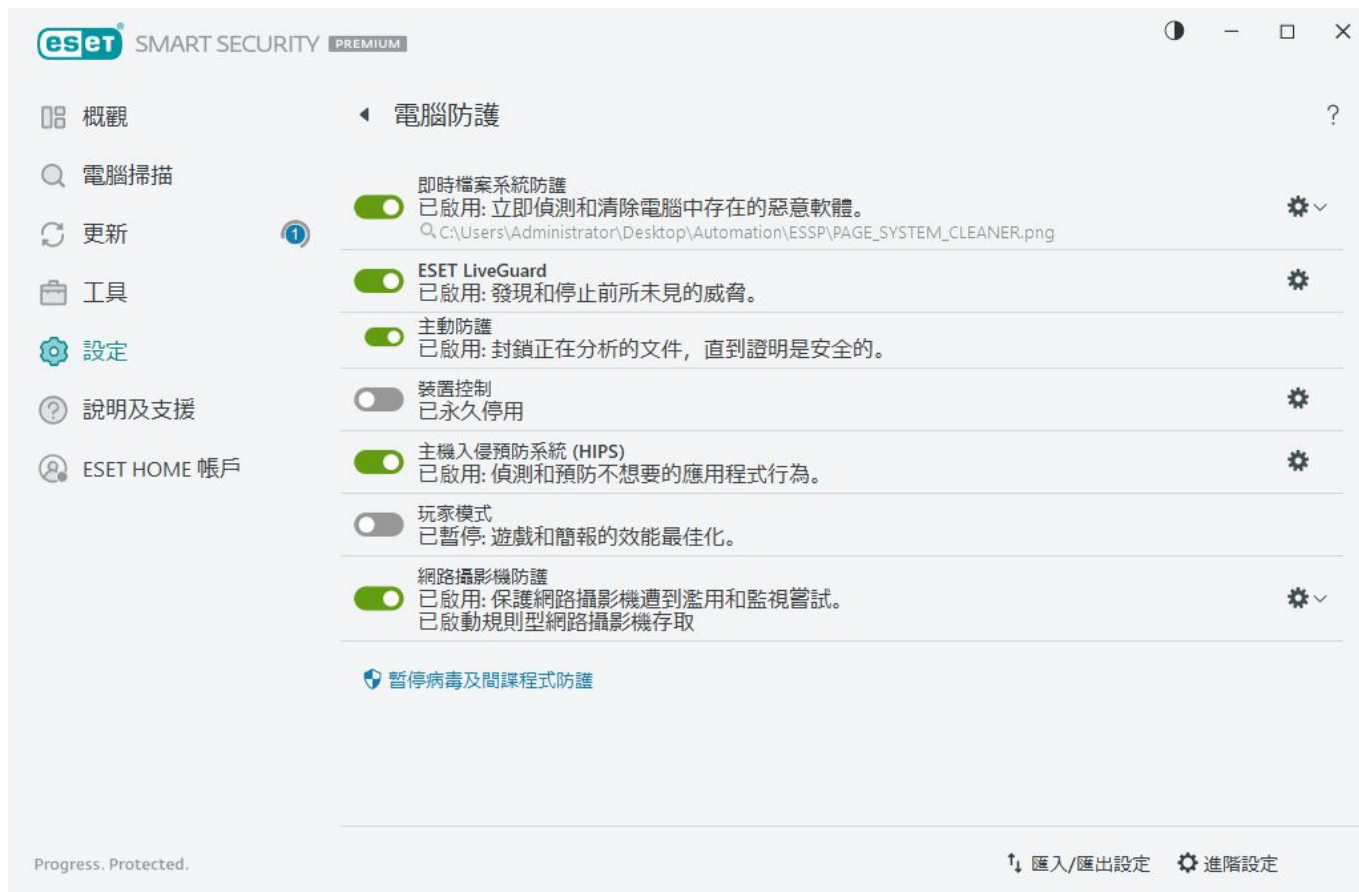 eseT® SMART SECURITY PREMIUM
概觀
電腦掃描
更新 1
工具
設定
說明及支援
ESET HOME 帳戶
電腦防護
?
即時檔案系統防護
已啟用: 立即偵測和清除電腦中存在的惡意軟體。
C:\Users\Administrator\Desktop\Automation\ESSP\PAGE_SYSTEM_CLEANER.png
ESET LiveGuard
已啟用: 發現和停止前所未見的威脅。
主動防護
已啟用: 封鎖正在分析的文件，直到證明是安全的。
裝置控制
已永久停用
主機入侵預防系統 (HIPS)
已啟用: 偵測和預防不想要的應用程式行為。
玩家模式
已暫停: 遊戲和簡報的效能最佳化。
網路攝影機防護
已啟用: 保護網路攝影機遭到濫用和監視嘗試。
已啟動規則型網路攝影機存取
暫停病毒及間諜程式防護
Progress. Protected.
匯入/匯出設定 進階設定